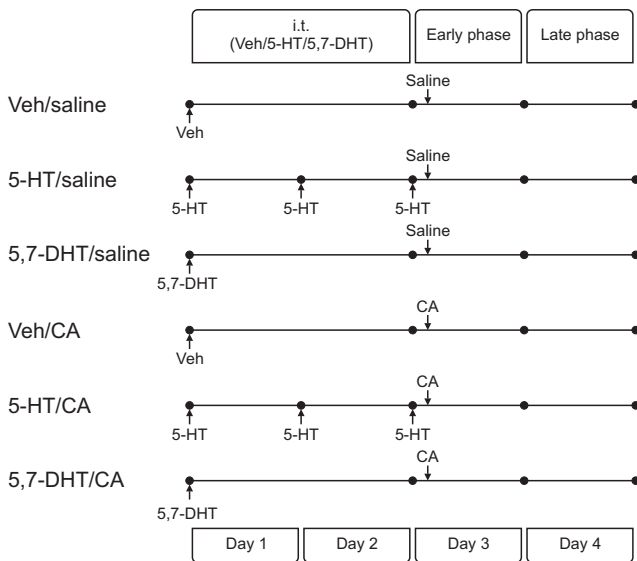 i.t.
(Veh/5-HT/5,7-DHT)
Early phase
Late phase
Saline
Veh/saline
Veh
Saline
5-HT/saline
5-HT 5-HT 5-HT
Saline
5,7-DHT/saline
5,7-DHT
CA
Veh/CA
Veh
CA
5-HT/CA
5-HT 5-HT 5-HT
CA
5,7-DHT/CA
5,7-DHT
Day 1 Day 2 Day 3 Day 4